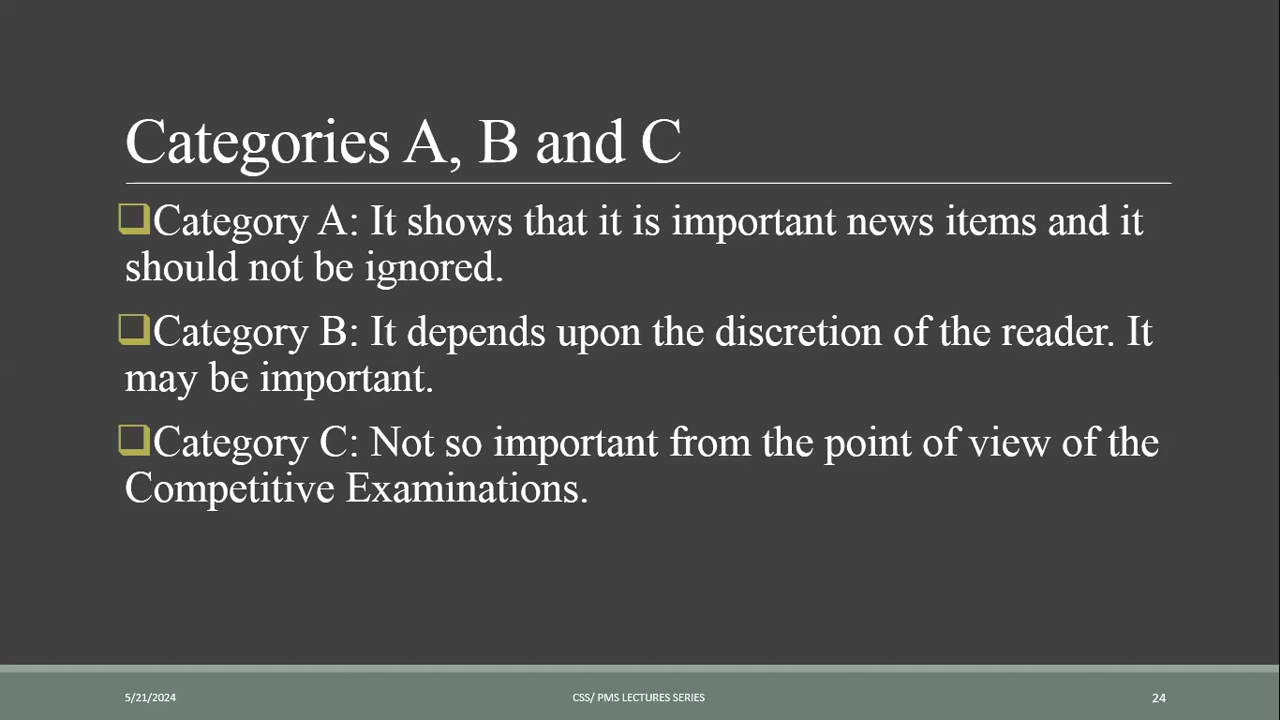 Categories A, B and C
Category A: It shows that it is important news items and it
should not be ignored.
Category B: It depends upon the discretion of the reader. It
may be important.
Category C: Not so important from the point of view of the
Competitive Examinations.
5/21/2024 CSS/ PMS LECTURES SERIES 24